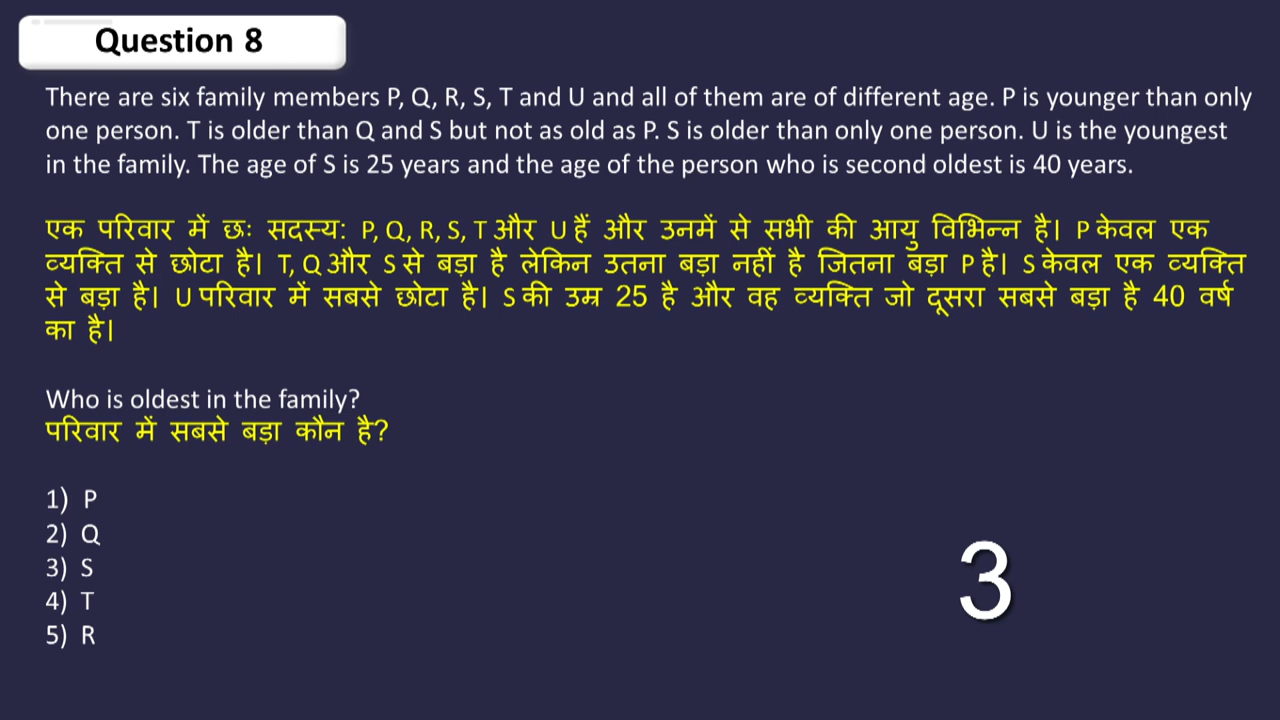 Question 8
There are six family members P, Q, R, S, T and U and all of them are of different age. P is younger than only
one person. T is older than Q and S but not as old as P. S is older than only one person. U is the youngest
in the family. The age of S is 25 years and the age of the person who is second oldest is 40 years.
एक परिवार में छः सदस्य: P, Q, R, S, T और U हैं और उनमें से सभी की आयु विभिन्न है। P केवल एक
व्यक्ति से छोटा है। T, Q और S से बड़ा है लेकिन उतना बड़ा नहीं है जितना बड़ा P है। S केवल एक व्यक्ति
से बड़ा है। U परिवार में सबसे छोटा है। S की उम्र 25 है और वह व्यक्ति जो दूसरा सबसे बड़ा है 40 वर्ष
का है।
Who is oldest in the family?
परिवार में सबसे बड़ा कौन है?
1) P
2) Q
3) S
4) T
5) R
3